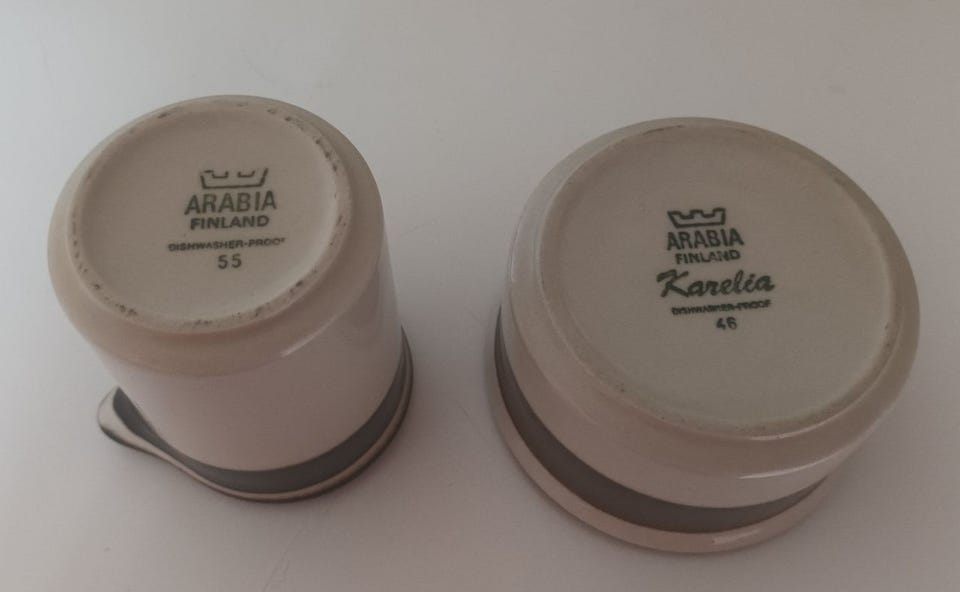 ARABIA
FINLAND
DISHWASHER-PROOF
55
ARABIA
FINLAND
Karelia
DISHWASHER-PROOF
46